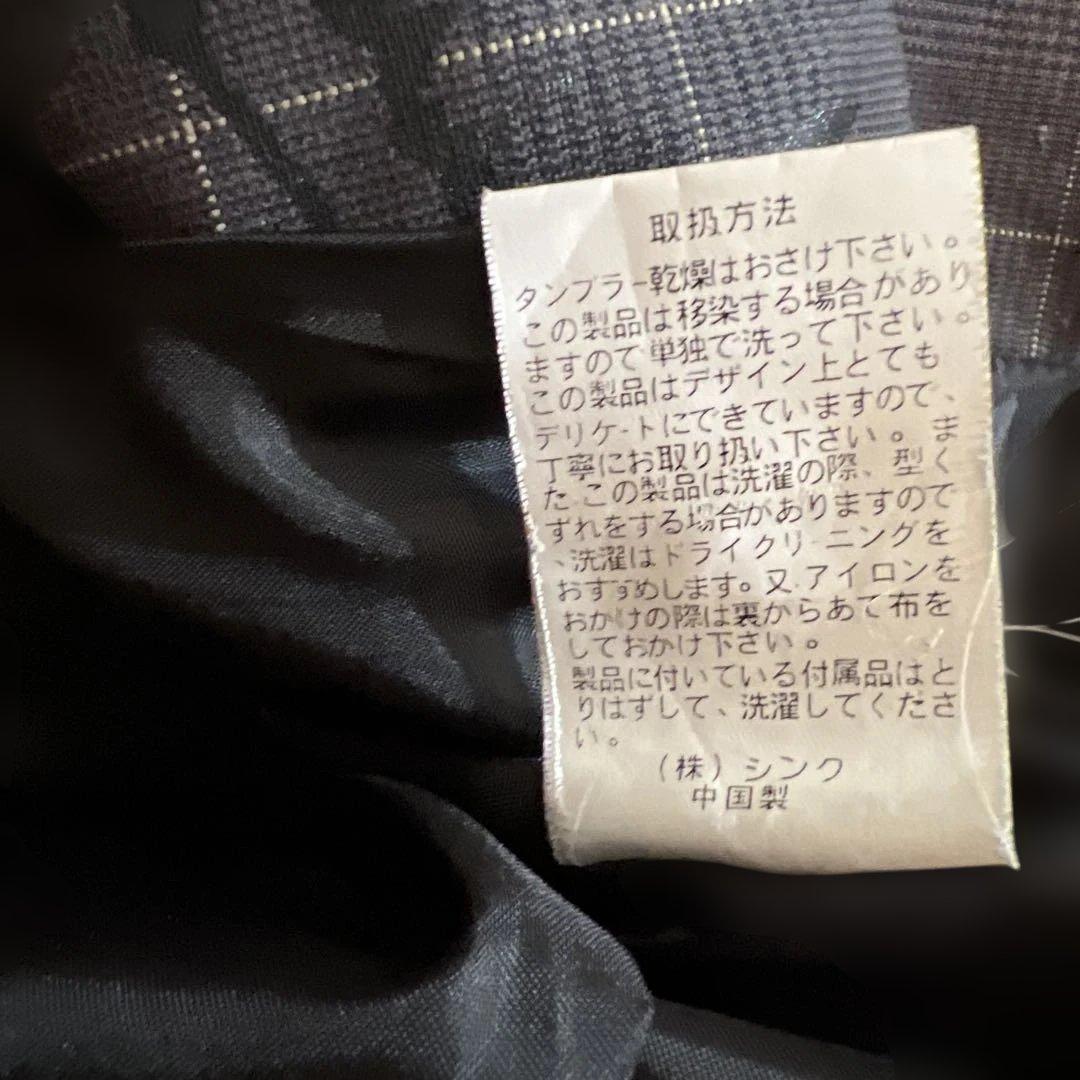 取扱方法
タンブラー乾燥はおさけ下さい。
この製品は移染する場合があり
ますので単独で洗って下さい。
この製品はデザイン上とても
デリケートにできていますので、
丁寧にお取り扱い下さい。ま
た この製品は洗濯の際、型く
ずれをする場合がありますので
、洗濯はドライクリーニングを
おすすめします。又、アイロンを
おかけの際は裏からあて布を
しておかけ下さい。
製品に付いている付属品はと
りはずして、洗濯してくださ
い。
(株)シンク
中国製